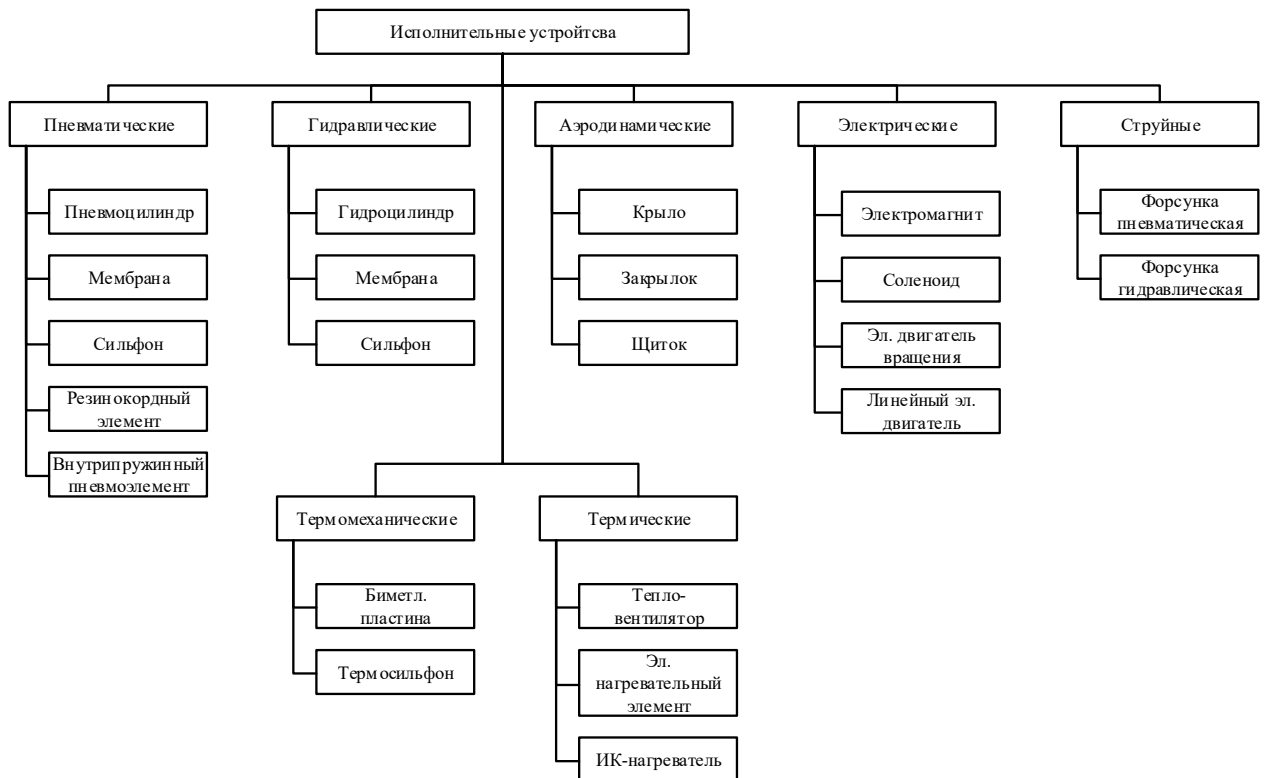 Исполнительные устройтсва
Пневматические
Гидравлические
Аэродинамические
Электрические
Струйные
Пневмоцилиндр
Мембрана
Сильфон
Резинокордный
элемент
Внутрипружинный
пневмоэлемент
Гидроцилиндр
Мембрана
Сильфон
Крыло
Закрылок
Щиток
Электромагнит
Соленоид
Эл. двигатель
вращения
Линейный эл.
двигатель
Форсунка
пневматическая
Форсунка
гидравлическая
Термомеханические
Термические
Биметл.
пластина
Термосильфон
Тепло-
вентилятор
Эл.
нагревательный
элемент
ИК-нагреватель